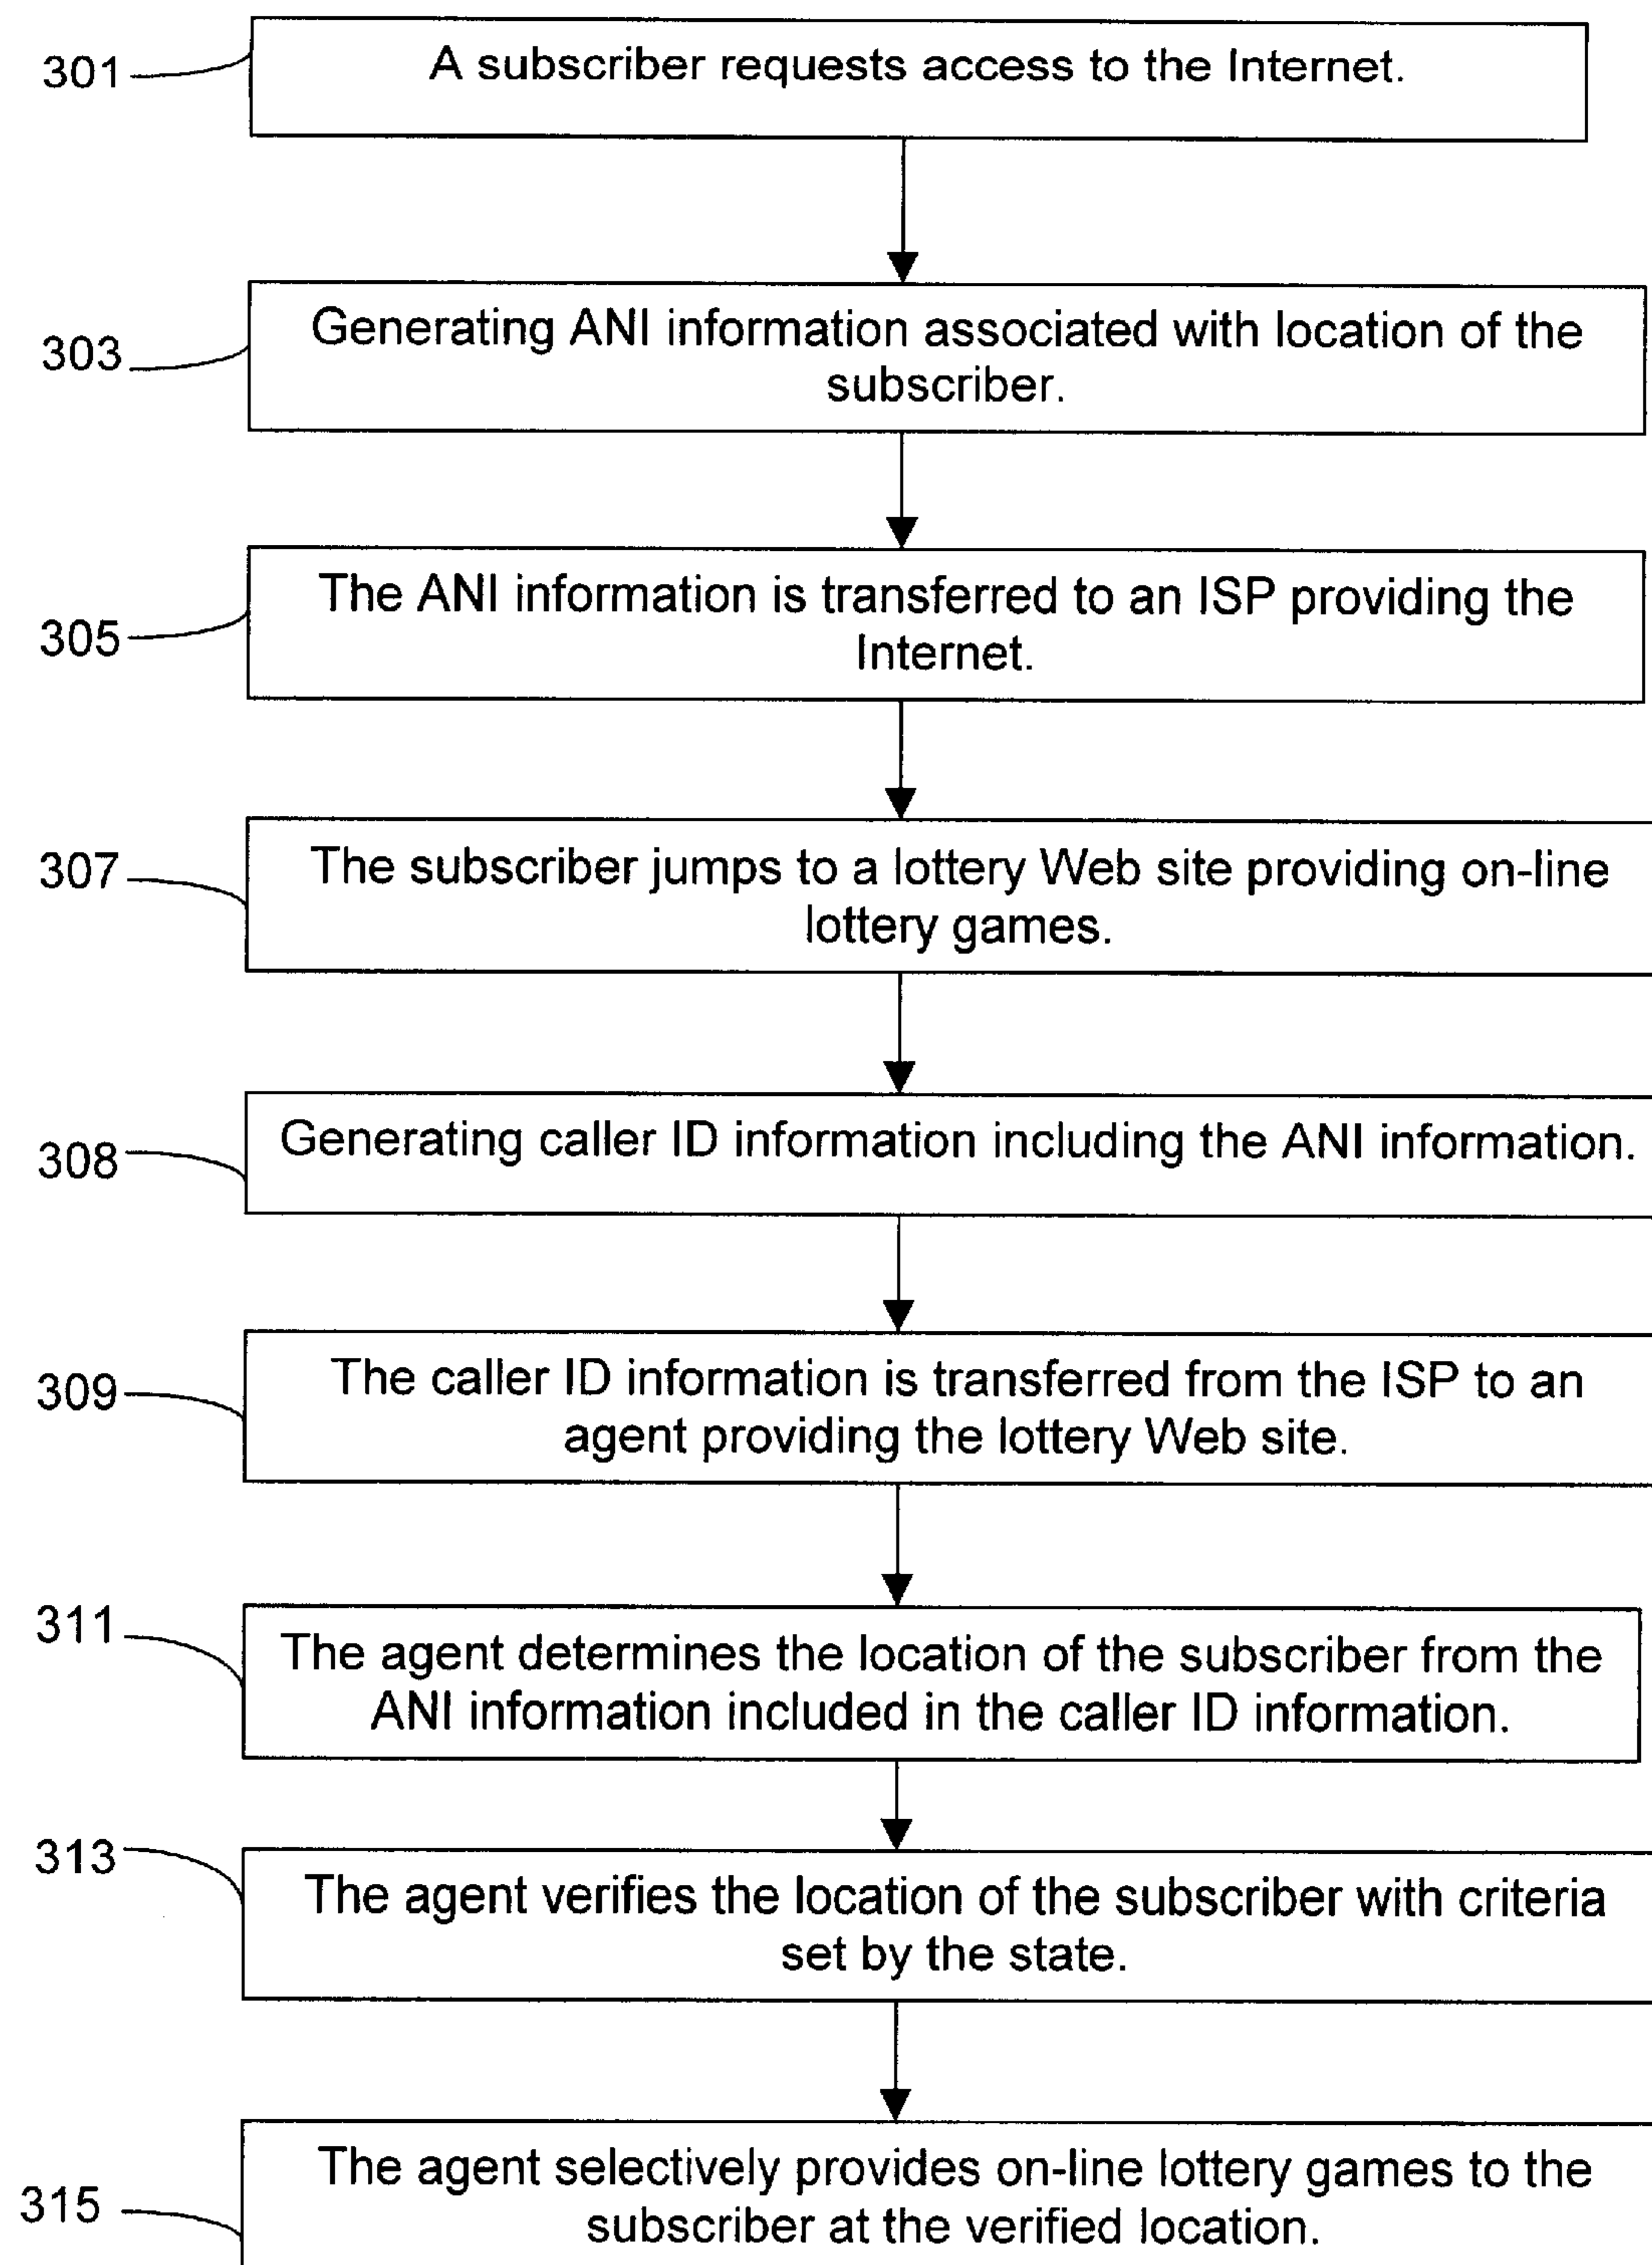 301
A subscriber requests access to the Internet.
303
Generating ANI information associated with location of the
subscriber.
305
The ANI information is transferred to an ISP providing the
Internet.
307
The subscriber jumps to a lottery Web site providing on-line
lottery games.
308
Generating caller ID information including the ANI information.
309
The caller ID information is transferred from the ISP to an
agent providing the lottery Web site.
311
The agent determines the location of the subscriber from the
ANI information included in the caller ID information.
313
The agent verifies the location of the subscriber with criteria
set by the state.
315
The agent selectively provides on-line lottery games to the
subscriber at the verified location.